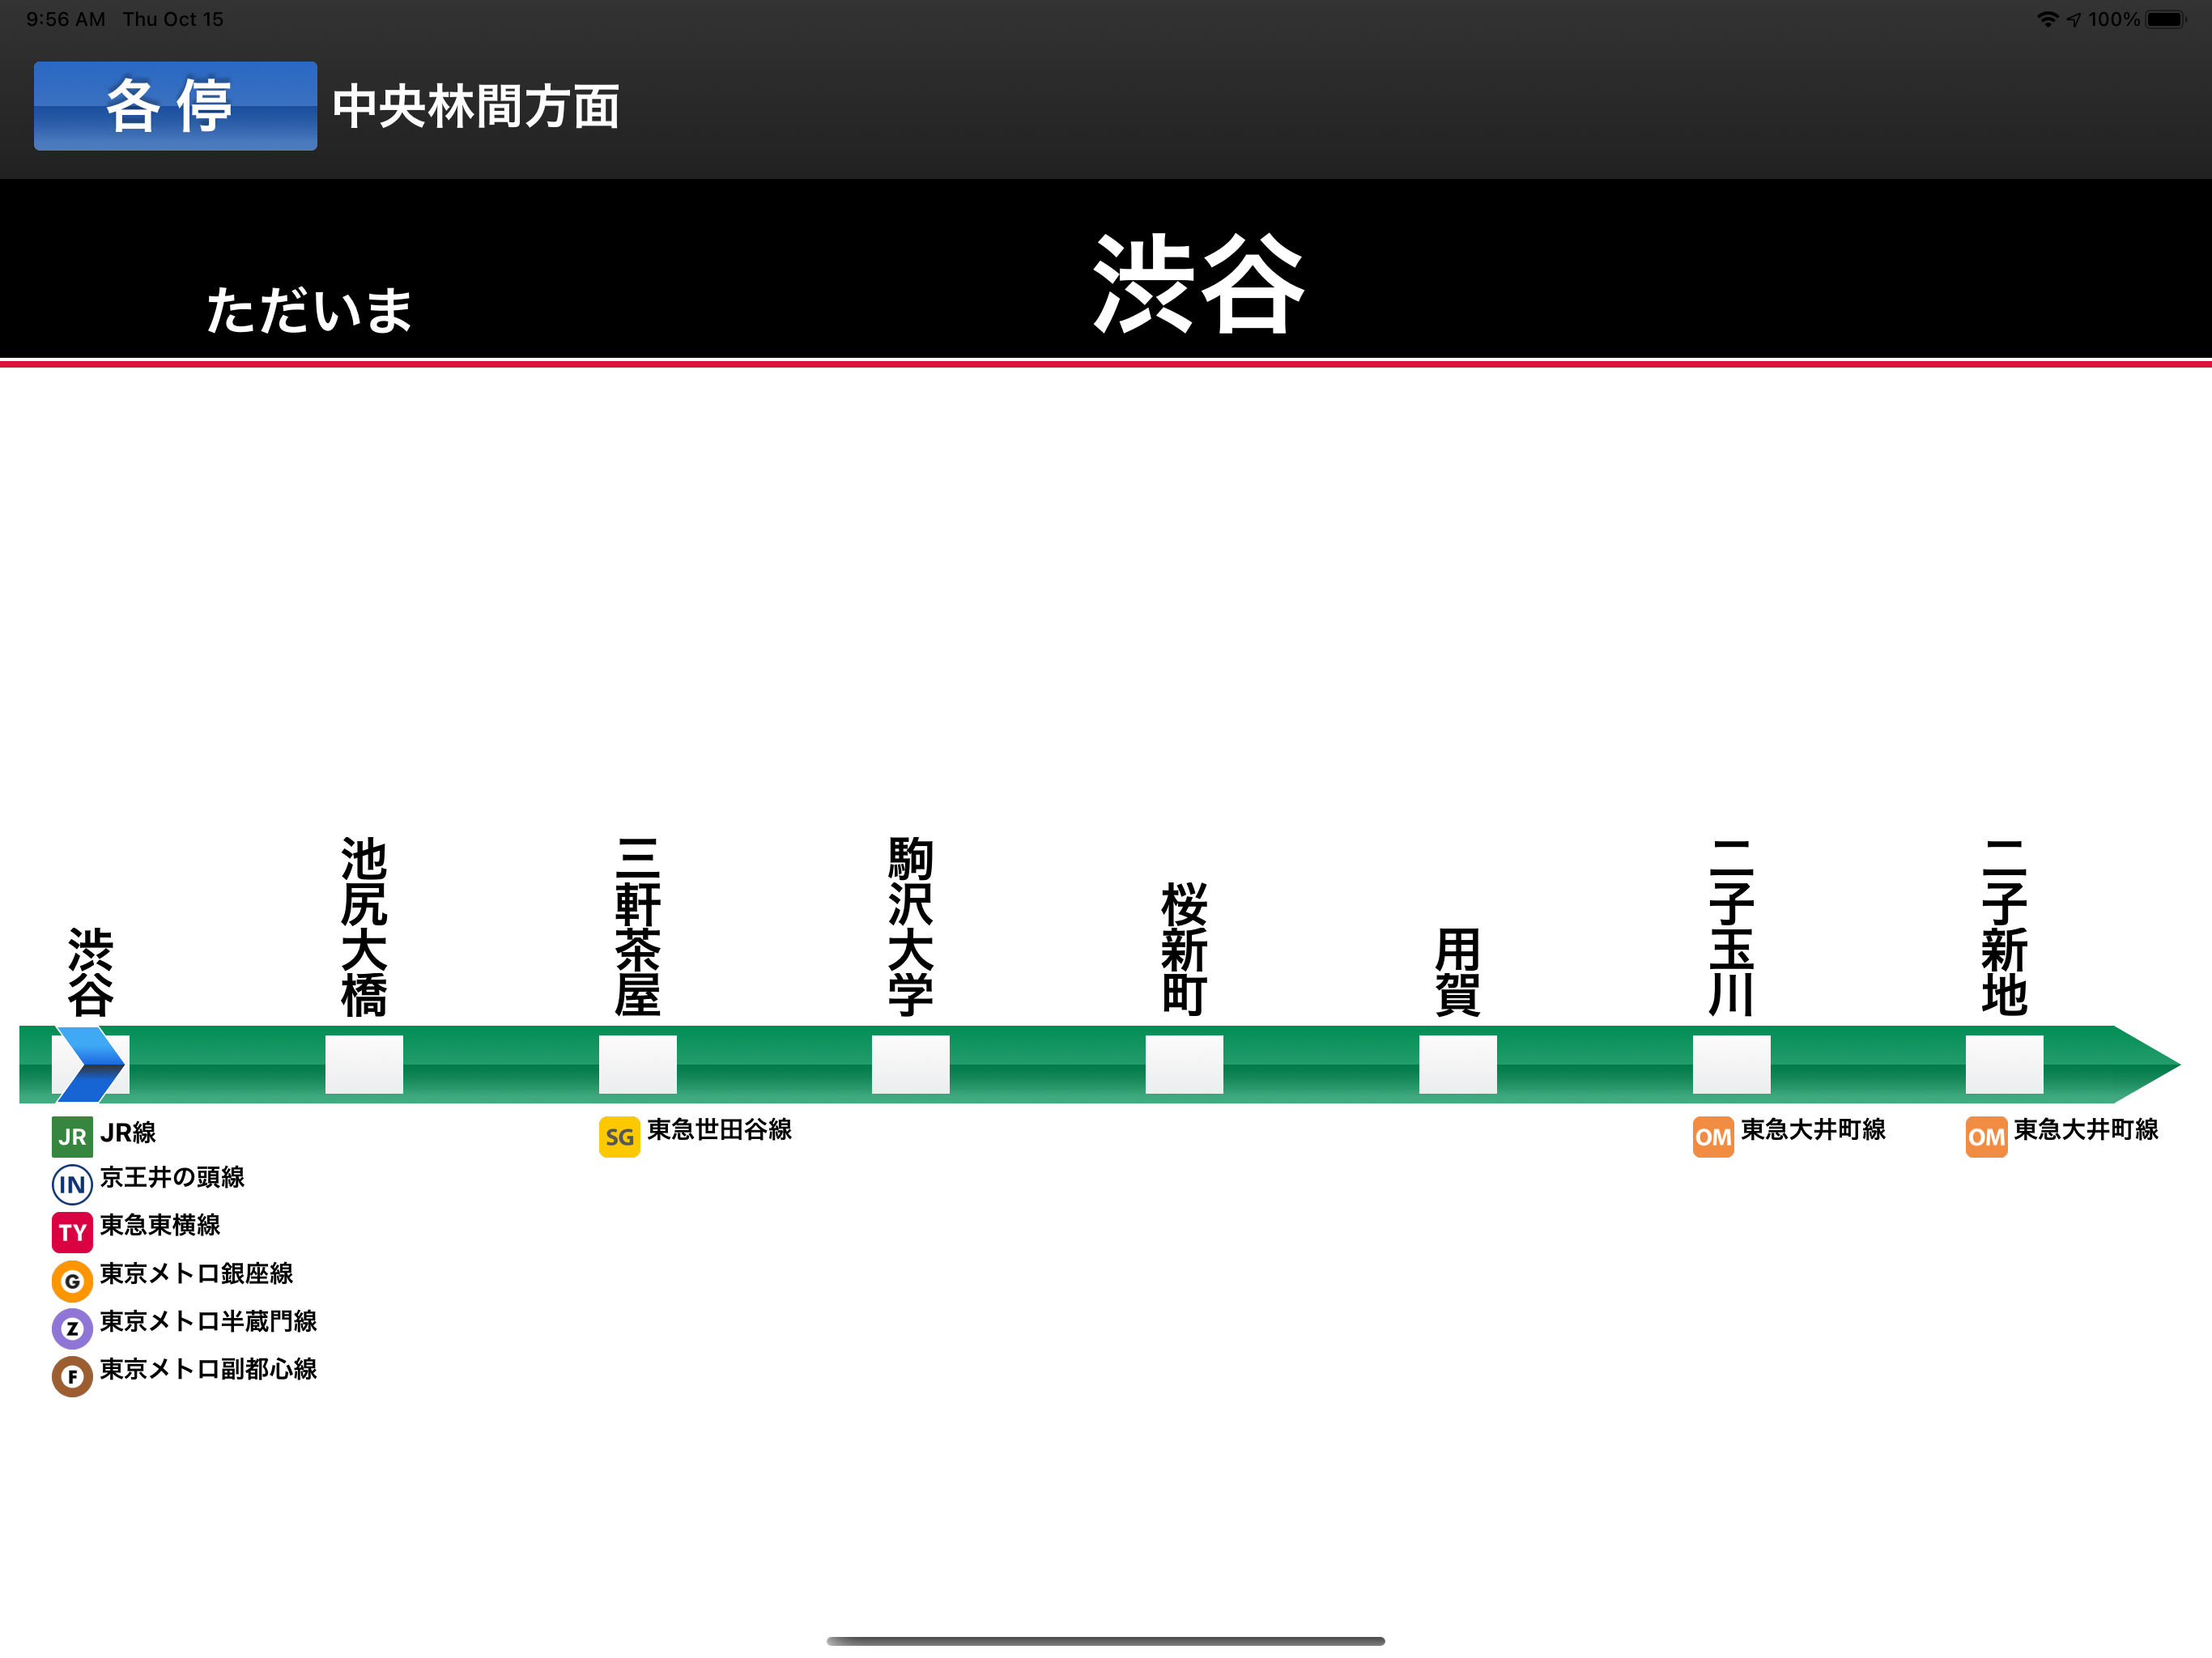 9:56 AM Thu Oct 15
100%
各停 中央林間方面
ただいま 渋谷
渋谷
池尻大橋
三軒茶屋
駒沢大学
桜新町
用賀
二子玉川
二子新地
JR JR線
IN 京王井の頭線
TY 東急東横線
G 東京メトロ銀座線
Z 東京メトロ半蔵門線
F 東京メトロ副都心線
SG 東急世田谷線
OM 東急大井町線
OM 東急大井町線